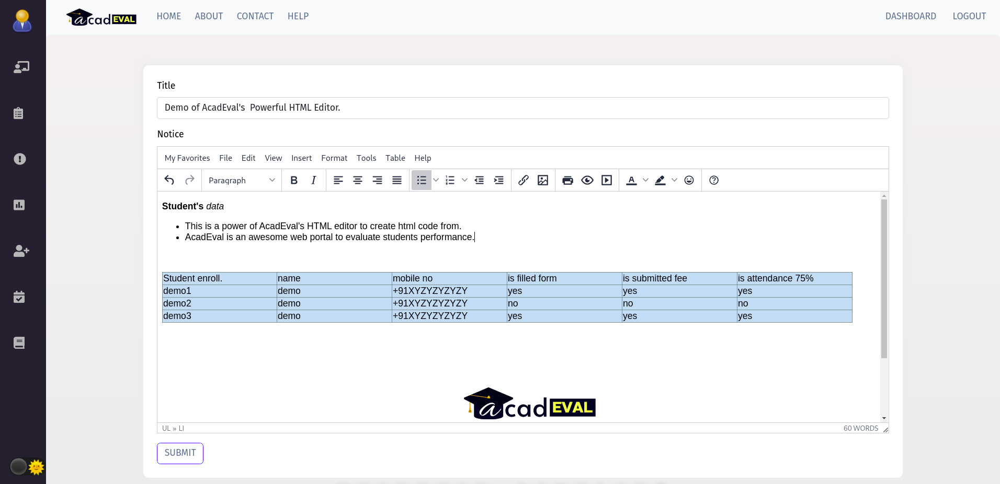 acadEVAL HOME ABOUT CONTACT HELP DASHBOARD LOGOUT
Title
Demo of AcadEval's  Powerful HTML Editor.
Notice
My Favorites File Edit View Insert Format Tools Table Help
Paragraph B I A
Student's data
• This is a power of AcadEval's HTML editor to create html code from.
• AcadEval is an awesome web portal to evaluate students performance.
Student enroll. name mobile no is filled form is submitted fee is attendance 75%
demo1 demo +91XYZYZYZYZY yes yes yes
demo2 demo +91XYZYZYZYZY no no no
demo3 demo +91XYZYZYZYZY yes yes yes
acadEVAL
UL » LI 60 WORDS
SUBMIT